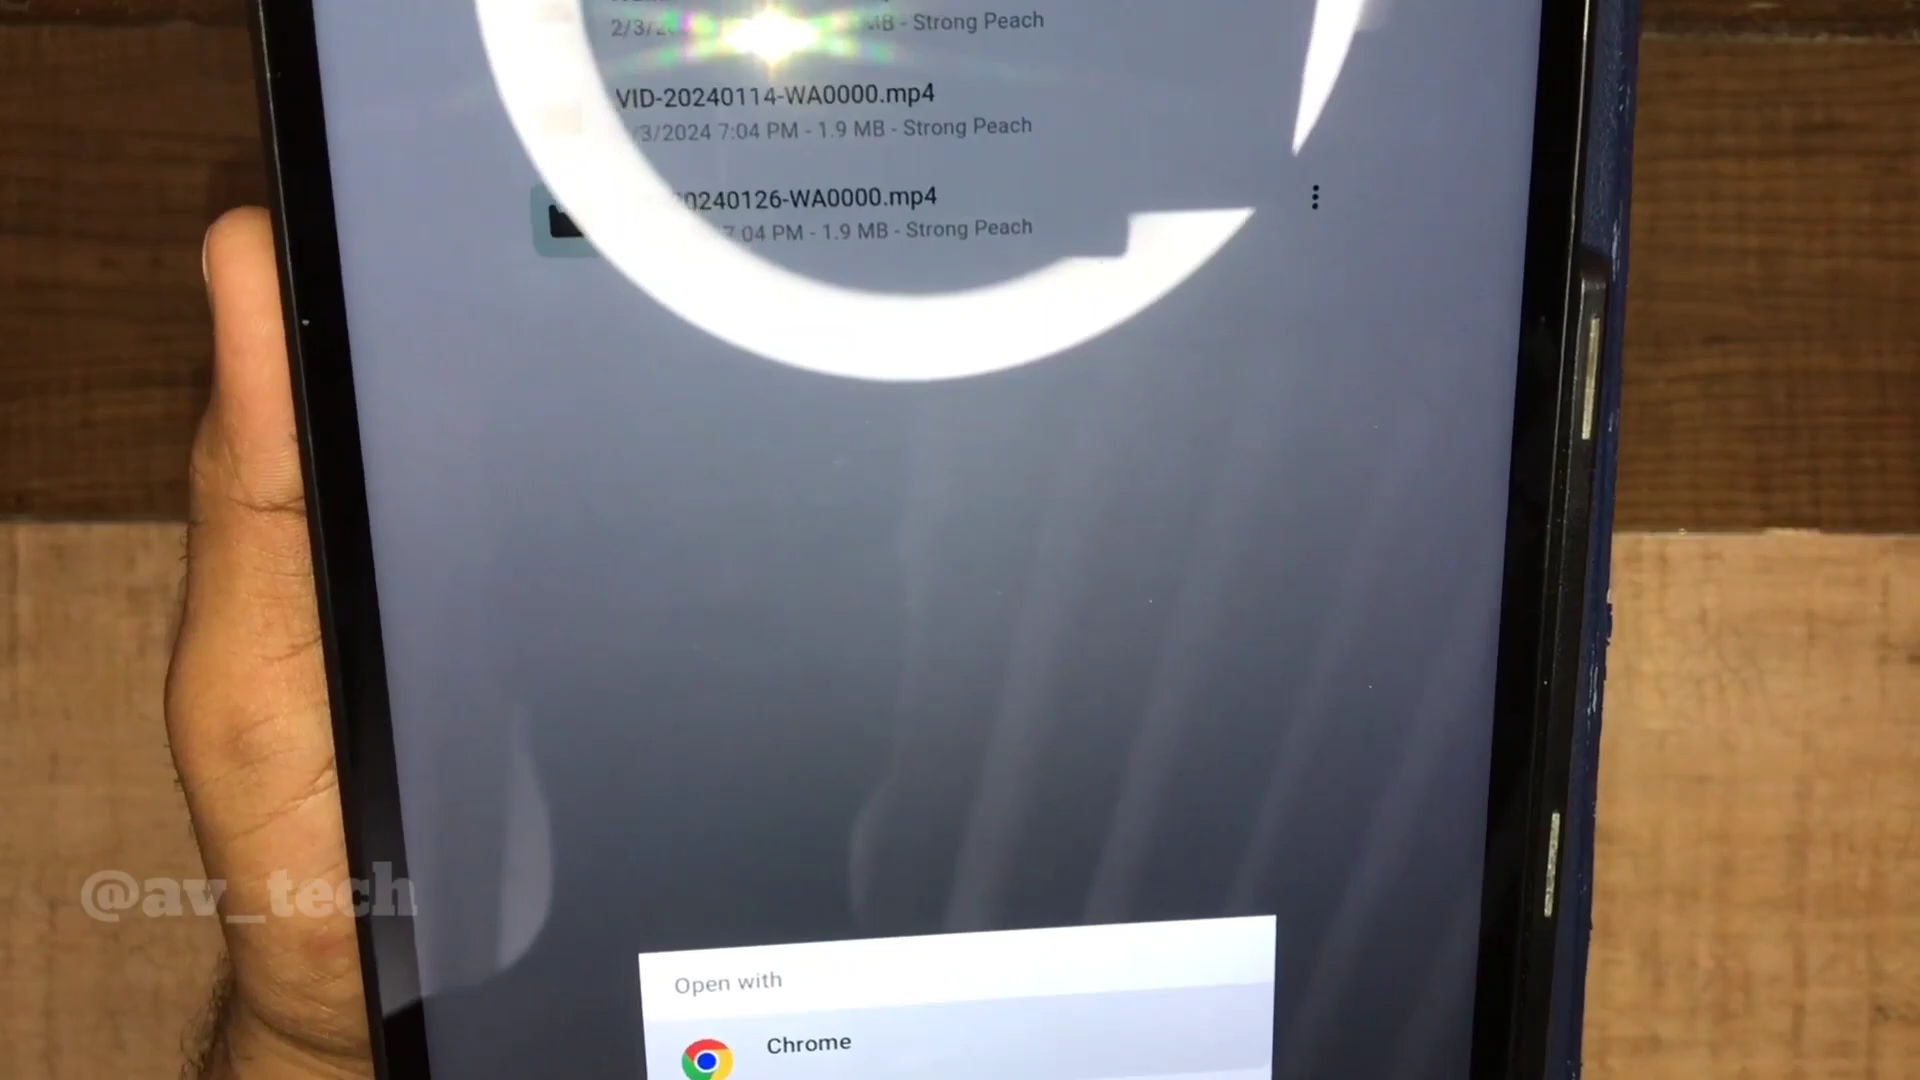 2/3/2 MB - Strong Peach
VID-20240114-WA0000.mp4
/3/2024 7:04 PM - 1.9 MB - Strong Peach
0240126-WA0000.mp4
7:04 PM - 1.9 MB - Strong Peach
@av_tech
Open with
Chrome